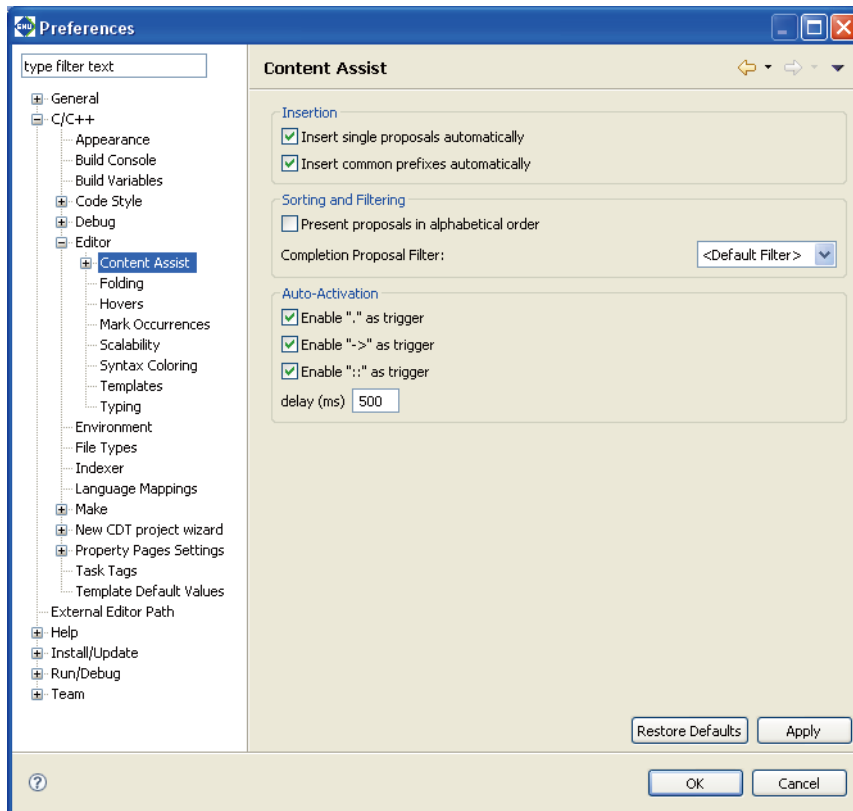 GNU Preferences
type filter text
Content Assist
General
C/C++
Appearance
Build Console
Build Variables
Code Style
Debug
Editor
Content Assist
Folding
Hovers
Mark Occurrences
Scalability
Syntax Coloring
Templates
Typing
Environment
File Types
Indexer
Language Mappings
Make
New CDT project wizard
Property Pages Settings
Task Tags
Template Default Values
External Editor Path
Help
Install/Update
Run/Debug
Team
Insertion
Insert single proposals automatically
Insert common prefixes automatically
Sorting and Filtering
Present proposals in alphabetical order
Completion Proposal Filter: <Default Filter>
Auto-Activation
Enable "." as trigger
Enable "->" as trigger
Enable "::" as trigger
delay (ms) 500
Restore Defaults Apply
? OK Cancel